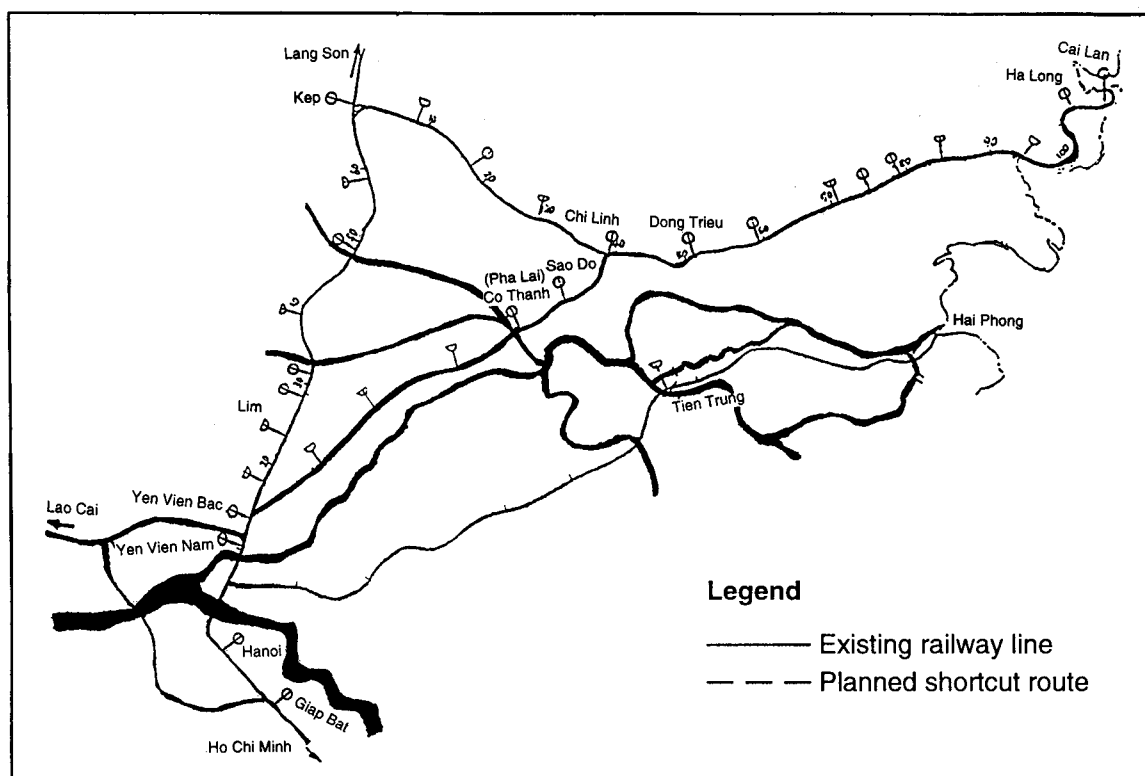 Cai Lan
Ha Long
Lang Son
Kep
Chi Linh
Dong Trieu
Sao Do
(Pha Lai)
Co Thanh
Hai Phong
Tien Trung
Lim
Yen Vien Bac
Lao Cai
Yen Vien Nam
Hanoi
Giap Bat
Ho Chi Minh
100
Legend
Existing railway line
Planned shortcut route